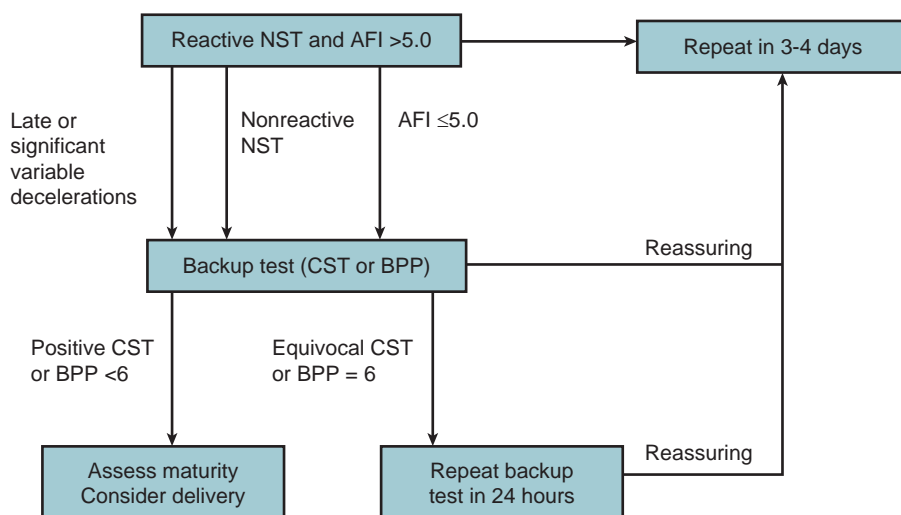 Reactive NST and AFI >5.0
Repeat in 3-4 days
Late or
significant
variable
decelerations
Nonreactive
NST
AFI ≤5.0
Backup test (CST or BPP)
Reassuring
Positive CST
or BPP <6
Equivocal CST
or BPP = 6
Assess maturity
Consider delivery
Repeat backup
test in 24 hours
Reassuring